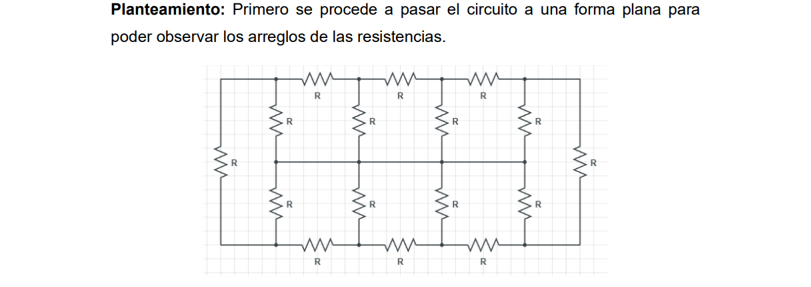 Planteamiento: Primero se procede a pasar el circuito a una forma plana para
poder observar los arreglos de las resistencias.
R R R
R R R R
R R
R R R R
R R R